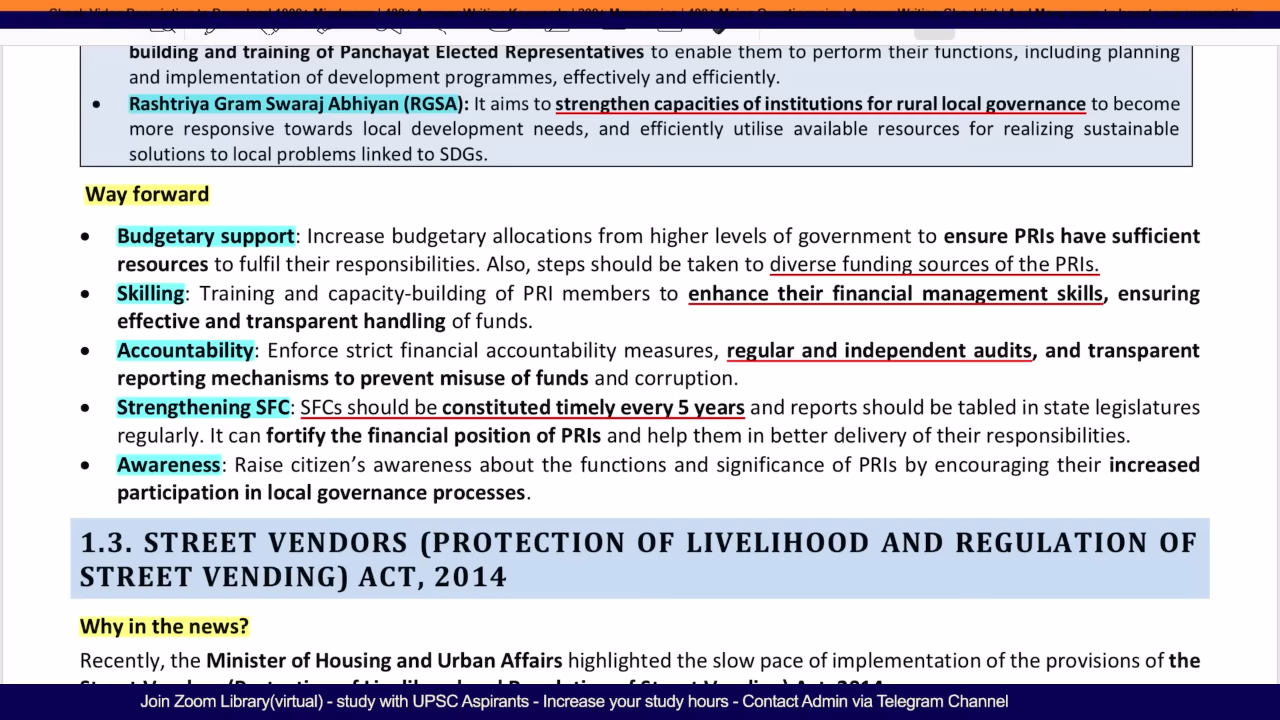 building and training of Panchayat Elected Representatives to enable them to perform their functions, including planning
and implementation of development programmes, effectively and efficiently.
• Rashtriya Gram Swaraj Abhiyan (RGSA): It aims to strengthen capacities of institutions for rural local governance to become
more responsive towards local development needs, and efficiently utilise available resources for realizing sustainable
solutions to local problems linked to SDGs.
Way forward
• Budgetary support: Increase budgetary allocations from higher levels of government to ensure PRIs have sufficient
resources to fulfil their responsibilities. Also, steps should be taken to diverse funding sources of the PRIs.
• Skilling: Training and capacity-building of PRI members to enhance their financial management skills, ensuring
effective and transparent handling of funds.
• Accountability: Enforce strict financial accountability measures, regular and independent audits, and transparent
reporting mechanisms to prevent misuse of funds and corruption.
• Strengthening SFC: SFCs should be constituted timely every 5 years and reports should be tabled in state legislatures
regularly. It can fortify the financial position of PRIs and help them in better delivery of their responsibilities.
• Awareness: Raise citizen’s awareness about the functions and significance of PRIs by encouraging their increased
participation in local governance processes.
1.3. STREET VENDORS (PROTECTION OF LIVELIHOOD AND REGULATION OF
STREET VENDING) ACT, 2014
Why in the news?
Recently, the Minister of Housing and Urban Affairs highlighted the slow pace of implementation of the provisions of the
Street Vendors (Protection of Livelihood and Regulation of Street Vending) Act, 2014
Join Zoom Library(virtual) - study with UPSC Aspirants - Increase your study hours - Contact Admin via Telegram Channel